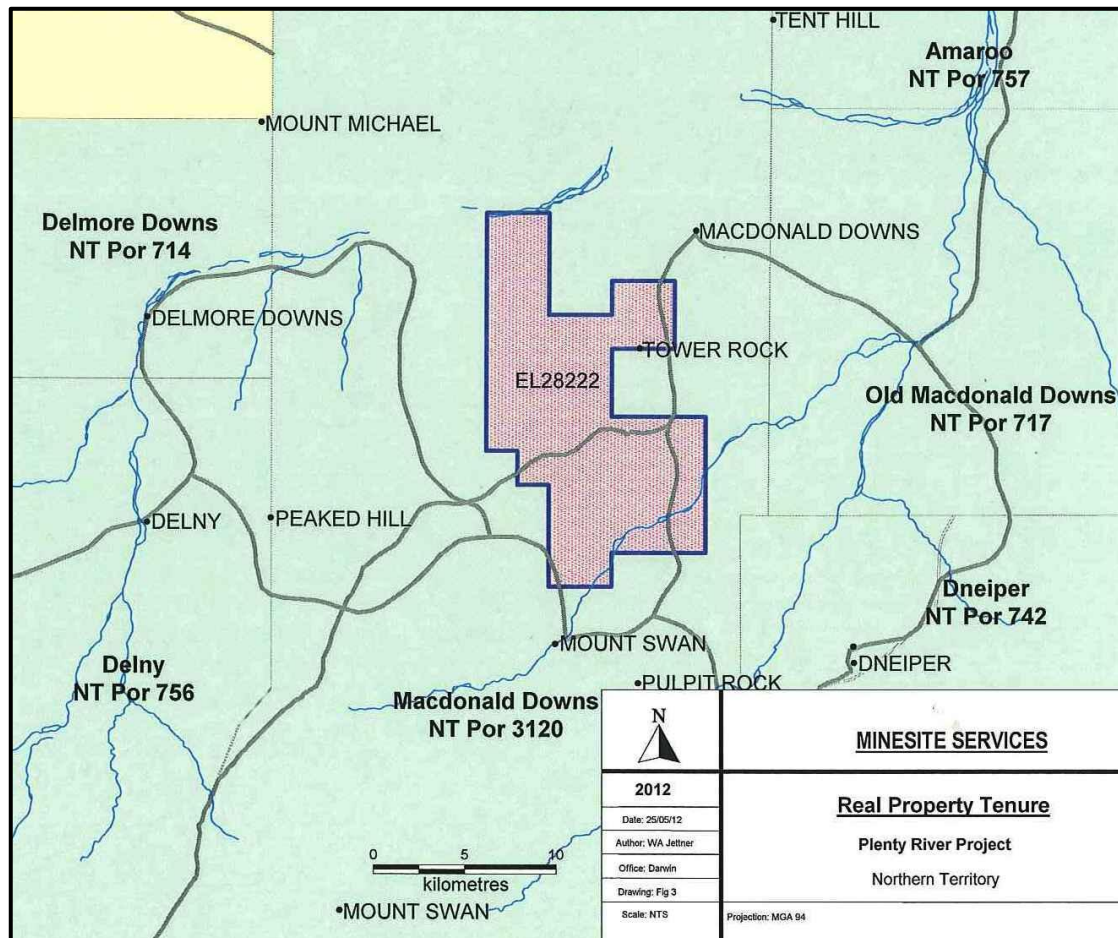 TENT HILL
Amaroo
NT Por 757
MOUNT MICHAEL
Delmore Downs
NT Por 714
MACDONALD DOWNS
DELMORE DOWNS
TOWER ROCK
EL28222
Old Macdonald Downs
NT Por 717
DELNY
PEAKED HILL
Dneiper
NT Por 742
MOUNT SWAN
DNEIPER
Delny
NT Por 756
PULPIT ROCK
Macdonald Downs
NT Por 3120
N
MINESITE SERVICES
2012
Date: 25/05/12
Author: WA Jettner
Office: Darwin
Drawing: Fig 3
Scale: NTS
Real Property Tenure
Plenty River Project
Northern Territory
Projection: MGA 94
0 5 10
kilometres
MOUNT SWAN